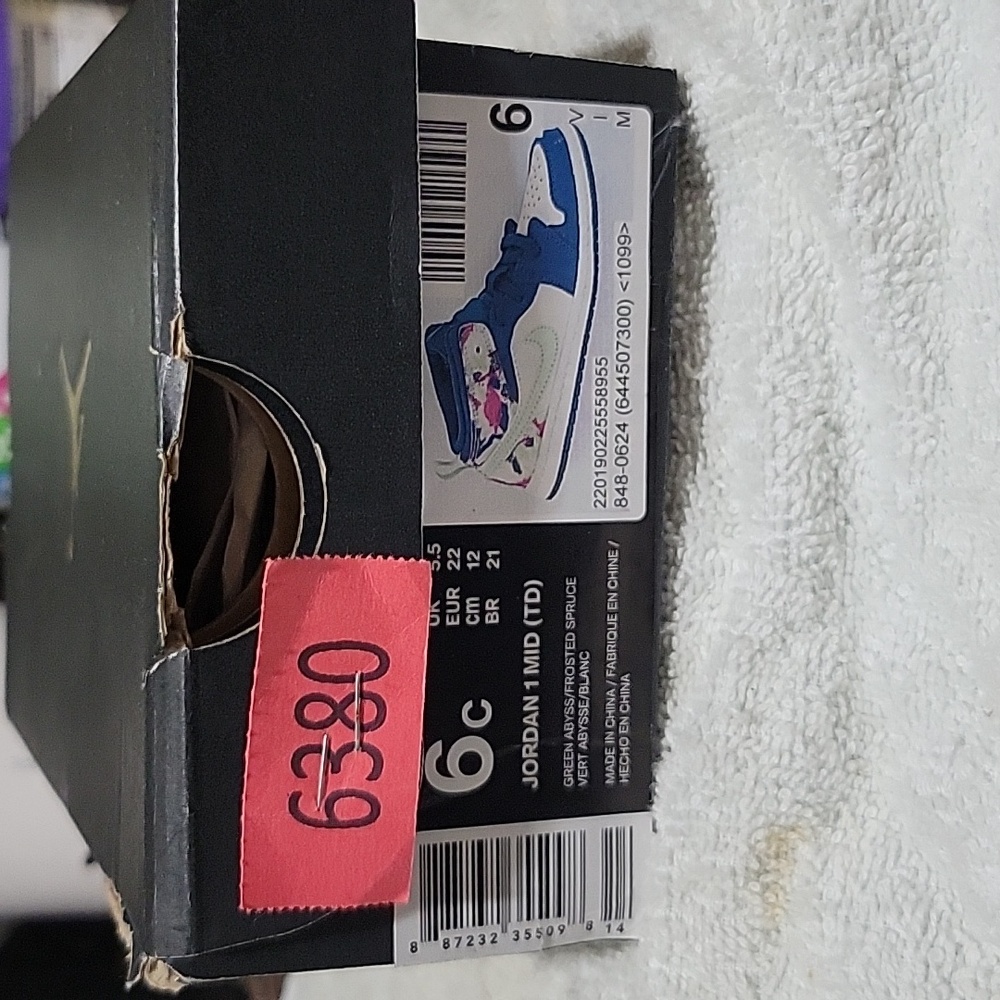 6380
6C
UK 5.5
EUR 22
cm 12
BR 21
JORDAN 1 MID (TD)
GREEN ABYSS/FROSTED SPRUCE
VERT ABYSSE/BLANC
MADE IN CHINA / FABRIQUE EN CHINE /
HECHO EN CHINA
6
V
I
M
2201902255558955
848-0624 (644507300) <1099>
8 87232 35509 8 14